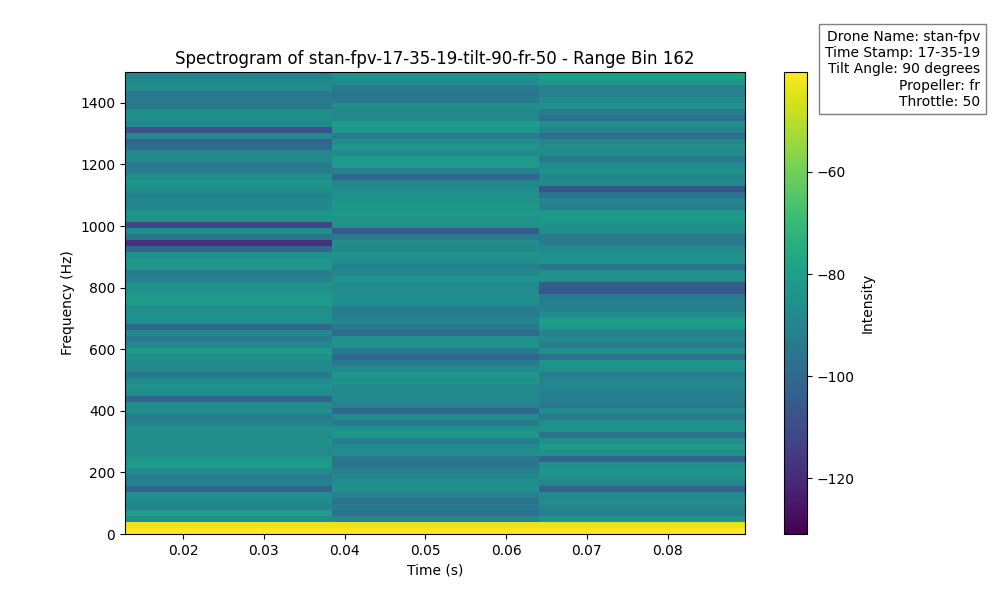 Drone Name: stan-fpv
Time Stamp: 17-35-19
Tilt Angle: 90 degrees
Propeller: fr
Throttle: 50
Spectrogram of stan-fpv-17-35-19-tilt-90-fr-50 - Range Bin 162
Frequency (Hz)
1400
1200
1000
800
600
400
200
0
0.02 0.03 0.04 0.05 0.06 0.07 0.08
Time (s)
−60
−80
−100
−120
Intensity